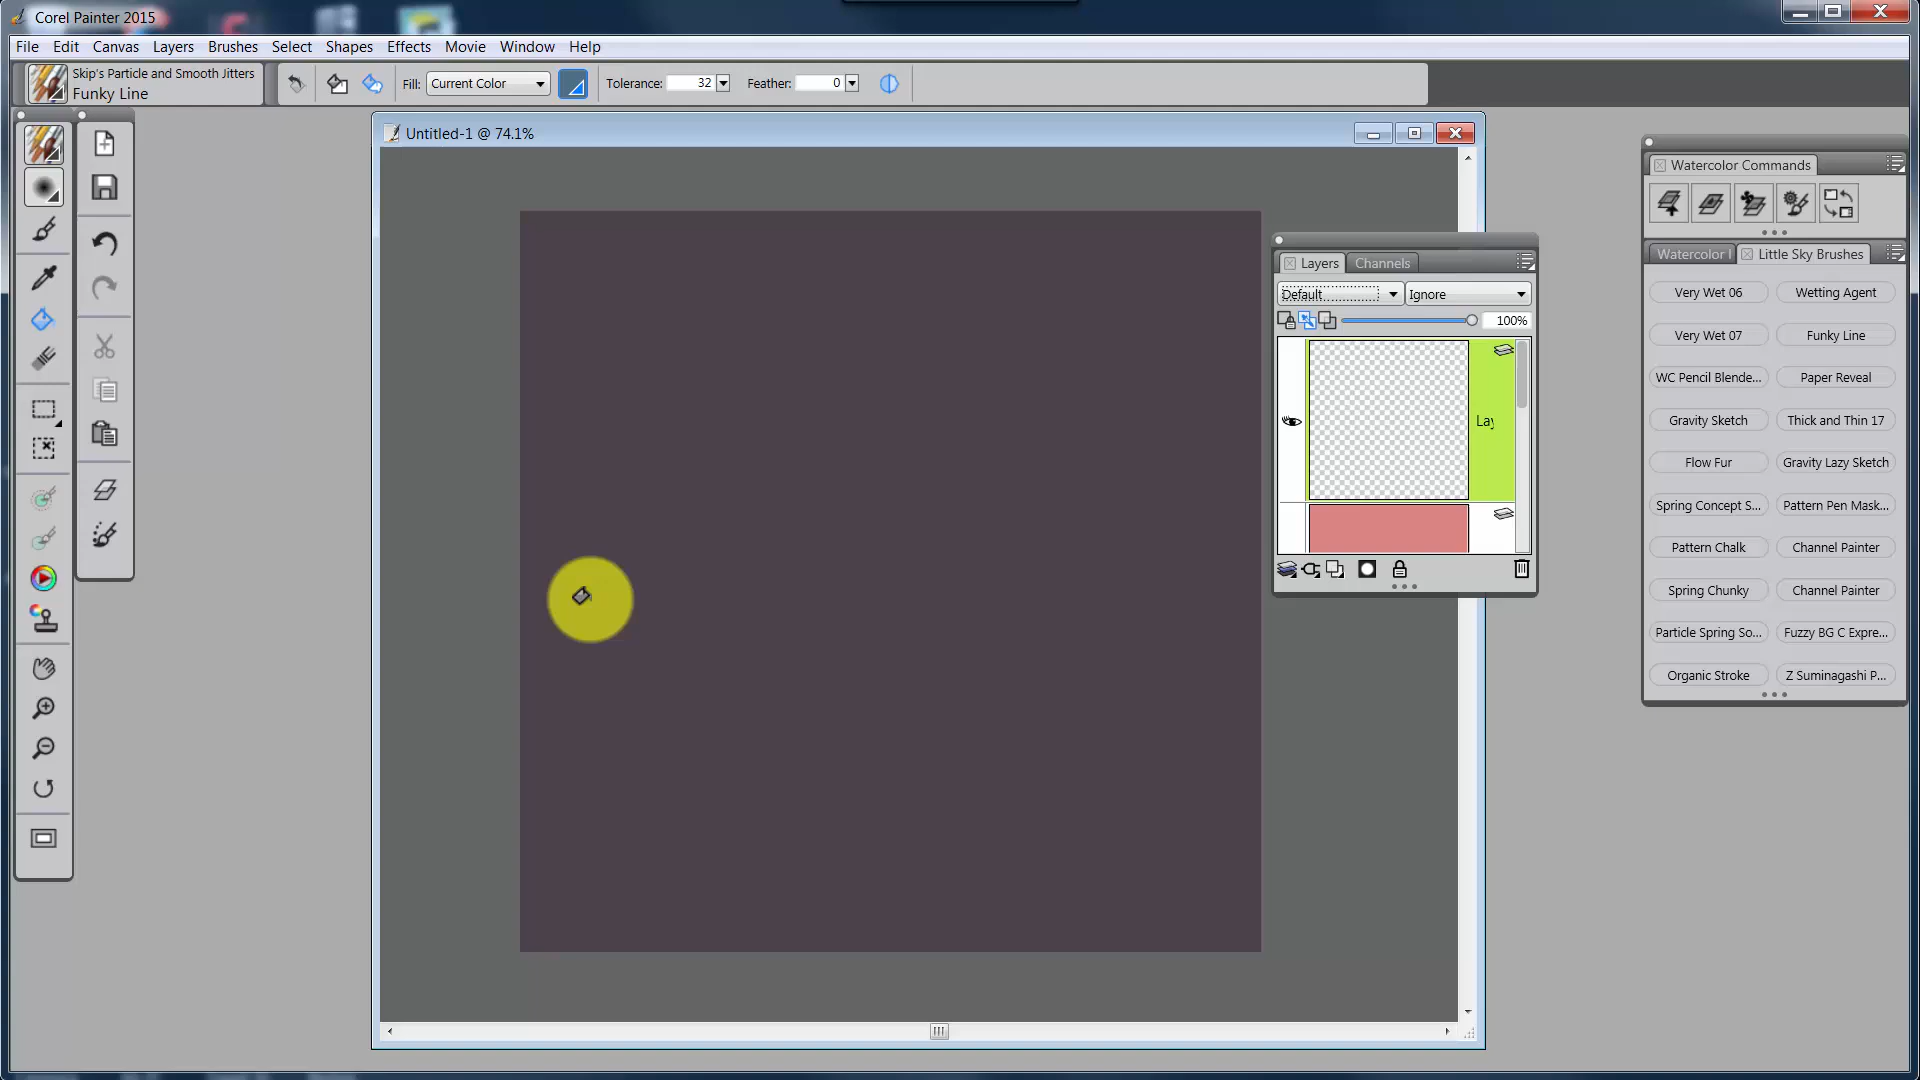 Corel Painter 2015
File Edit Canvas Layers Brushes Select Shapes Effects Movie Window Help
Skip's Particle and Smooth Jitters
Funky Line
Fill: Current Color Tolerance: 32 Feather: 0
Untitled-1 @ 74.1%
Layers Channels
Default Ignore
100%
Lay
Watercolor Commands
Watercolor I Little Sky Brushes
Very Wet 06 Wetting Agent
Very Wet 07 Funky Line
WC Pencil Blende... Paper Reveal
Gravity Sketch Thick and Thin 17
Flow Fur Gravity Lazy Sketch
Spring Concept S... Pattern Pen Mask...
Pattern Chalk Channel Painter
Spring Chunky Channel Painter
Particle Spring So... Fuzzy BG C Expre...
Organic Stroke Z Suminagashi P...